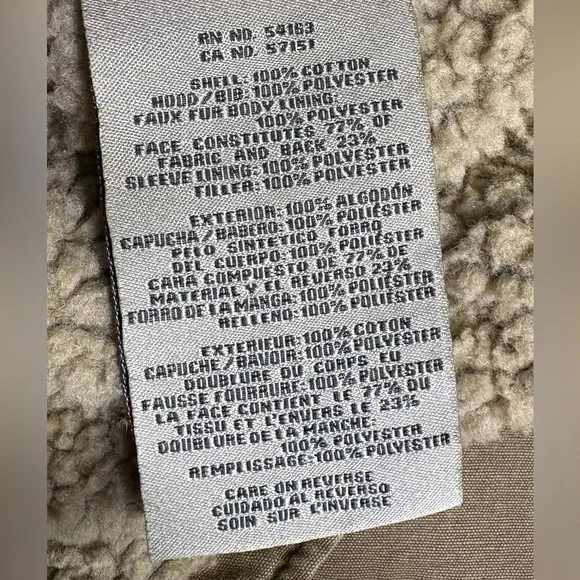 RN NO. 54163
CA NO. 57151
SHELL: 100% COTTON
HOOD/BIB: 100% POLYESTER
FAUX FUR BODY LINING:
100% POLYESTER
FACE CONSTITUTES 77% OF
FABRIC AND BACK 23%
SLEEVE LINING: 100% POLYESTER
FILLER: 100% POLYESTER
EXTERIOR: 100% ALGODÓN
CAPUCHA/BABERO: 100% POLIÉSTER
PELO SINTETICO FORRO
DEL CUERPO: 100% POLIÉSTER
CARA COMPUESTO DE 77% DE
MATERIAL Y EL REVERSO 23%
FORRO DE LA MANGA: 100% POLIÉSTER
RELLENO: 100% POLIÉSTER
EXTERIEUR: 100% COTON
CAPUCHE/BAVOIR: 100% POLYESTER
DOUBLURE DU CORPS EU
FAUSSE FOURRURE: 100% POLYESTER
LA FACE CONTIENT LE 77% DU
TISSU ET L'ENVERS LE 23%
DOUBLURE DE LA MANCHE:
100% POLYESTER
REMPLISSAGE: 100% POLYESTER
CARE ON REVERSE
CUIDADO AL REVERSO
SOIN SUR L'INVERSE